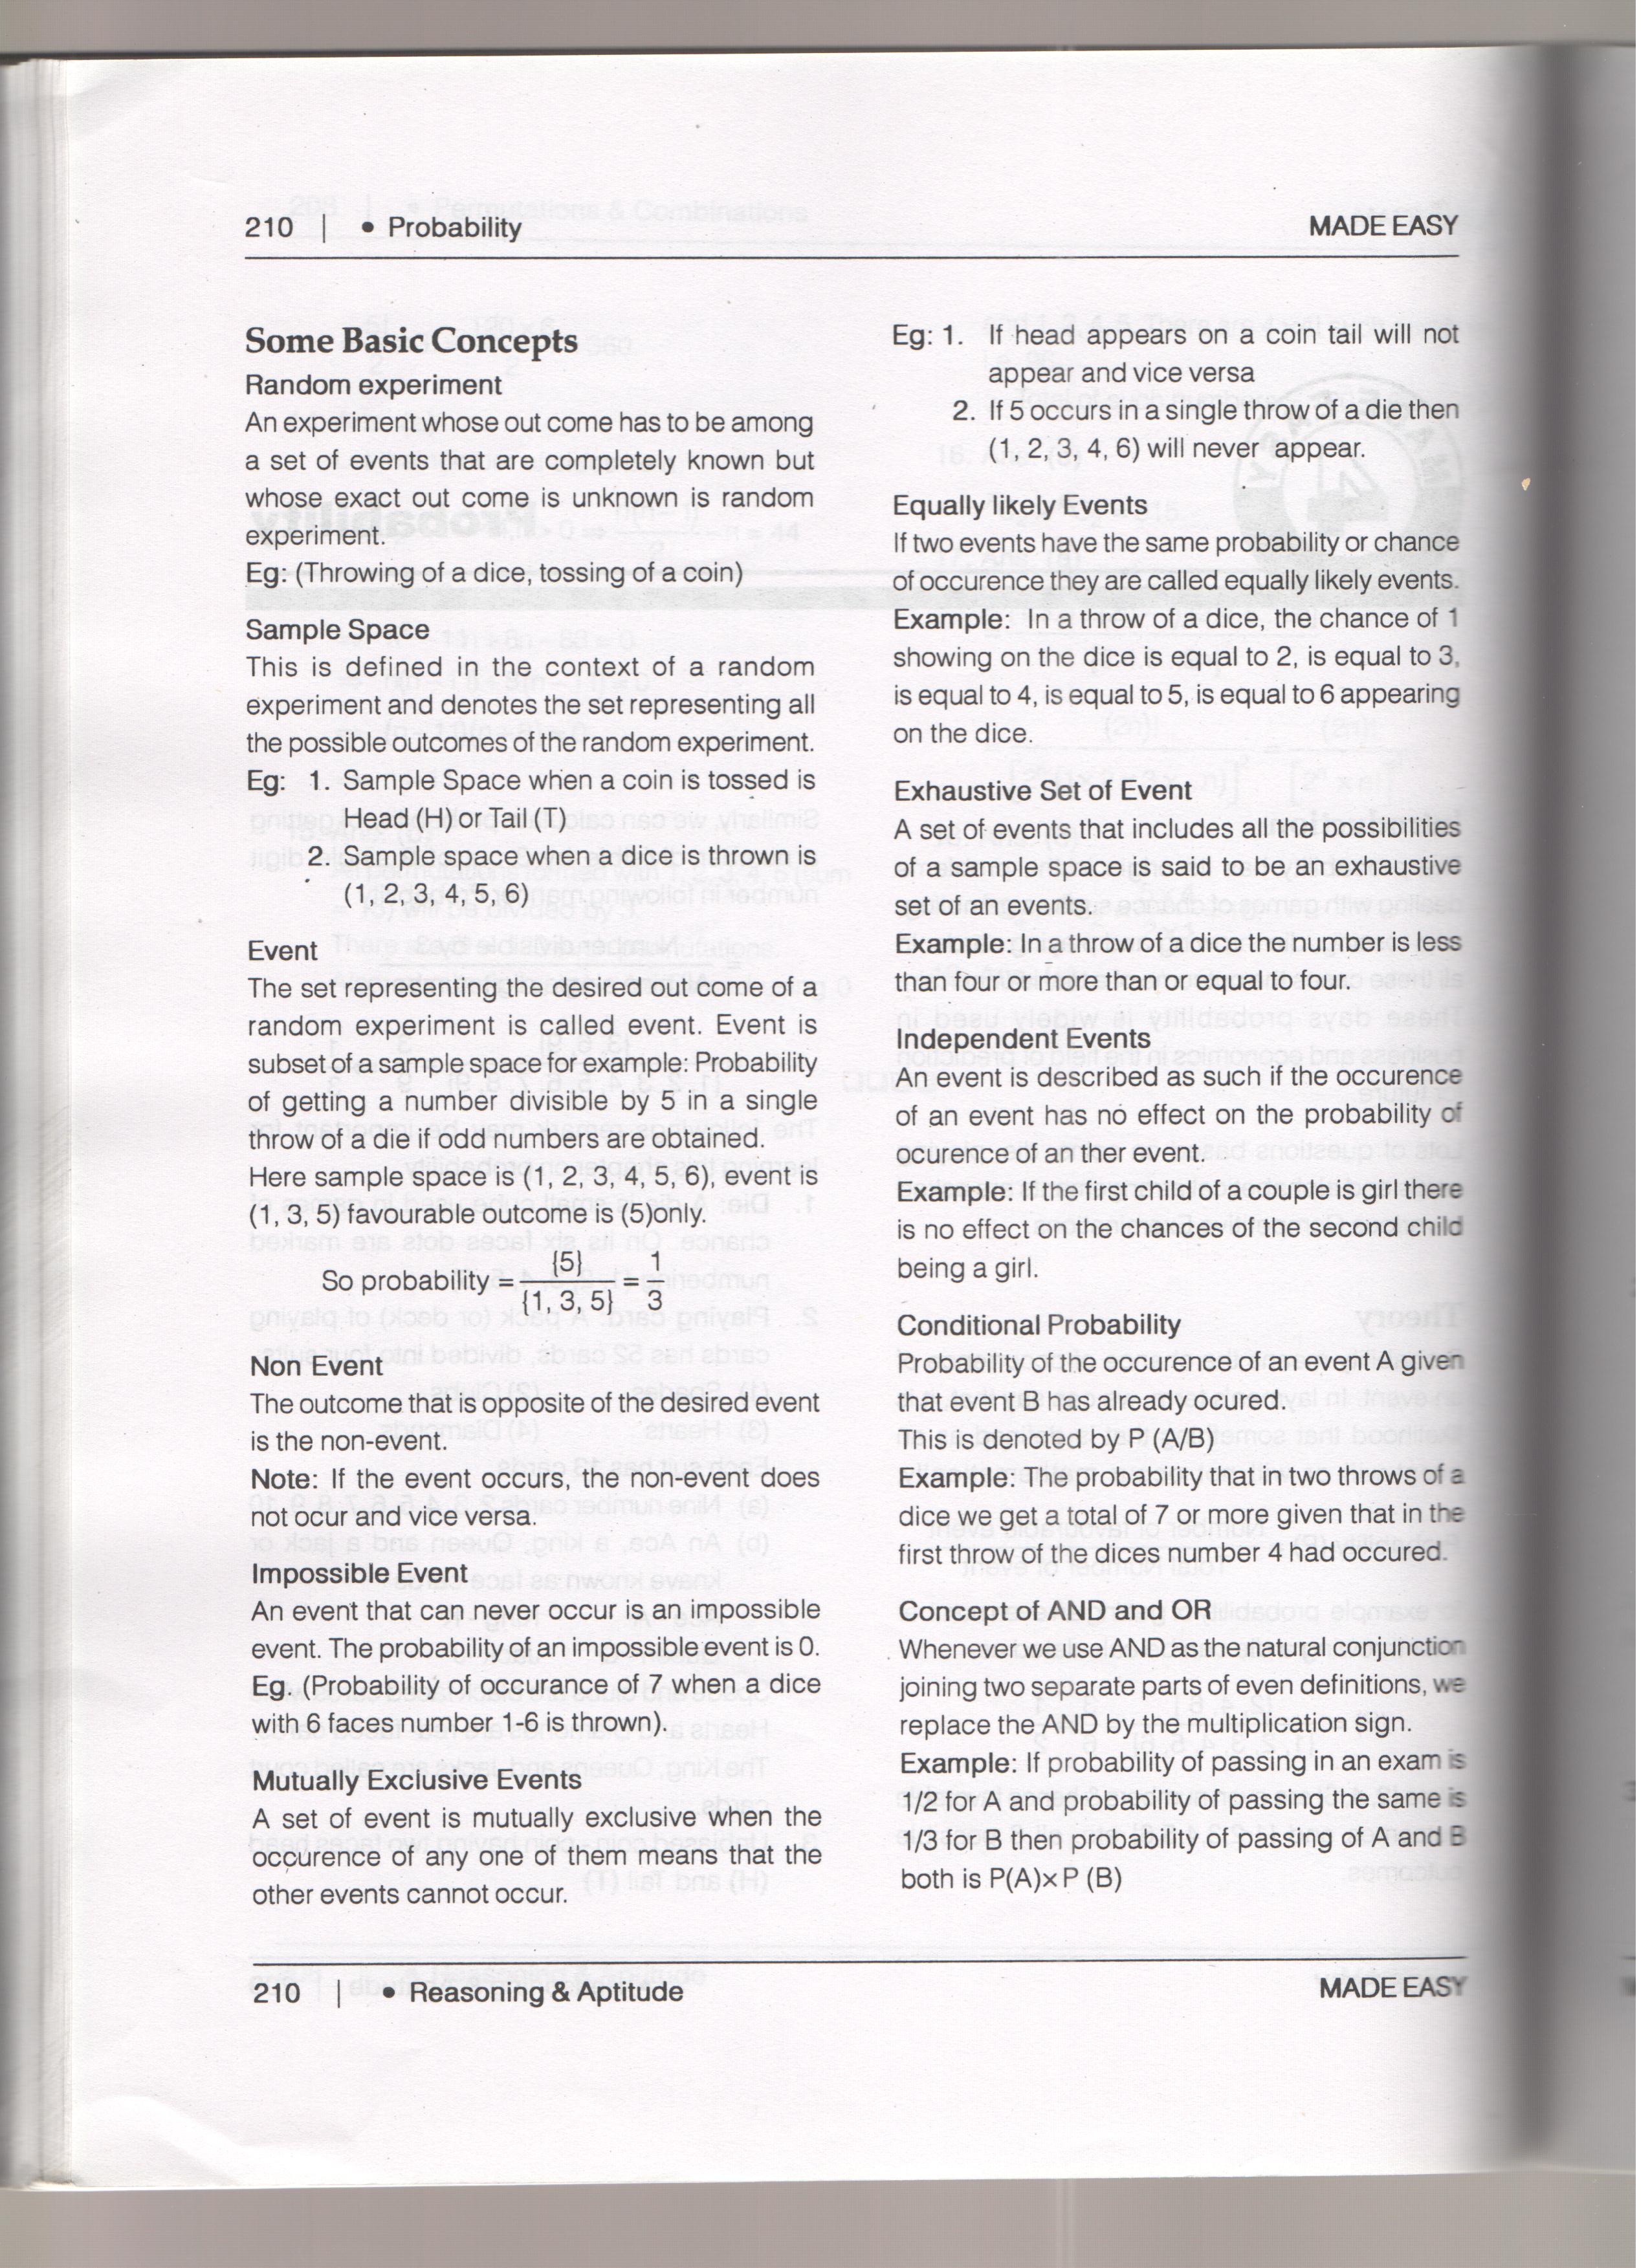 210 | • Probability MADE EASY
Some Basic Concepts
Random experiment
An experiment whose out come has to be among
a set of events that are completely known but
whose exact out come is unknown is random
experiment.
Eg: (Throwing of a dice, tossing of a coin)
Sample Space
This is defined in the context of a random
experiment and denotes the set representing all
the possible outcomes of the random experiment.
Eg: 1. Sample Space when a coin is tossed is
Head (H) or Tail (T)
2. Sample space when a dice is thrown is
(1, 2, 3, 4, 5, 6)
Event
The set representing the desired out come of a
random experiment is called event. Event is
subset of a sample space for example: Probability
of getting a number divisible by 5 in a single
throw of a die if odd numbers are obtained.
Here sample space is (1, 2, 3, 4, 5, 6), event is
(1, 3, 5) favourable outcome is (5)only.
So probability = {5} / {1, 3, 5} = 1 / 3
Non Event
The outcome that is opposite of the desired event
is the non-event.
Note: If the event occurs, the non-event does
not ocur and vice versa.
Impossible Event
An event that can never occur is an impossible
event. The probability of an impossible event is 0.
Eg. (Probability of occurance of 7 when a dice
with 6 faces number 1-6 is thrown).
Mutually Exclusive Events
A set of event is mutually exclusive when the
occurence of any one of them means that the
other events cannot occur.
Eg: 1. If head appears on a coin tail will not
appear and vice versa
2. If 5 occurs in a single throw of a die then
(1, 2, 3, 4, 6) will never appear.
Equally likely Events
If two events have the same probability or chance
of occurence they are called equally likely events.
Example: In a throw of a dice, the chance of 1
showing on the dice is equal to 2, is equal to 3,
is equal to 4, is equal to 5, is equal to 6 appearing
on the dice.
Exhaustive Set of Event
A set of events that includes all the possibilities
of a sample space is said to be an exhaustive
set of an events.
Example: In a throw of a dice the number is less
than four or more than or equal to four.
Independent Events
An event is described as such if the occurence
of an event has no effect on the probability of
ocurence of an ther event.
Example: If the first child of a couple is girl there
is no effect on the chances of the second child
being a girl.
Conditional Probability
Probability of the occurence of an event A given
that event B has already ocured.
This is denoted by P (A/B)
Example: The probability that in two throws of a
dice we get a total of 7 or more given that in the
first throw of the dices number 4 had occured.
Concept of AND and OR
Whenever we use AND as the natural conjunction
joining two separate parts of even definitions, we
replace the AND by the multiplication sign.
Example: If probability of passing in an exam is
1/2 for A and probability of passing the same is
1/3 for B then probability of passing of A and B
both is P(A)x P (B)
210 | • Reasoning & Aptitude MADE EASY